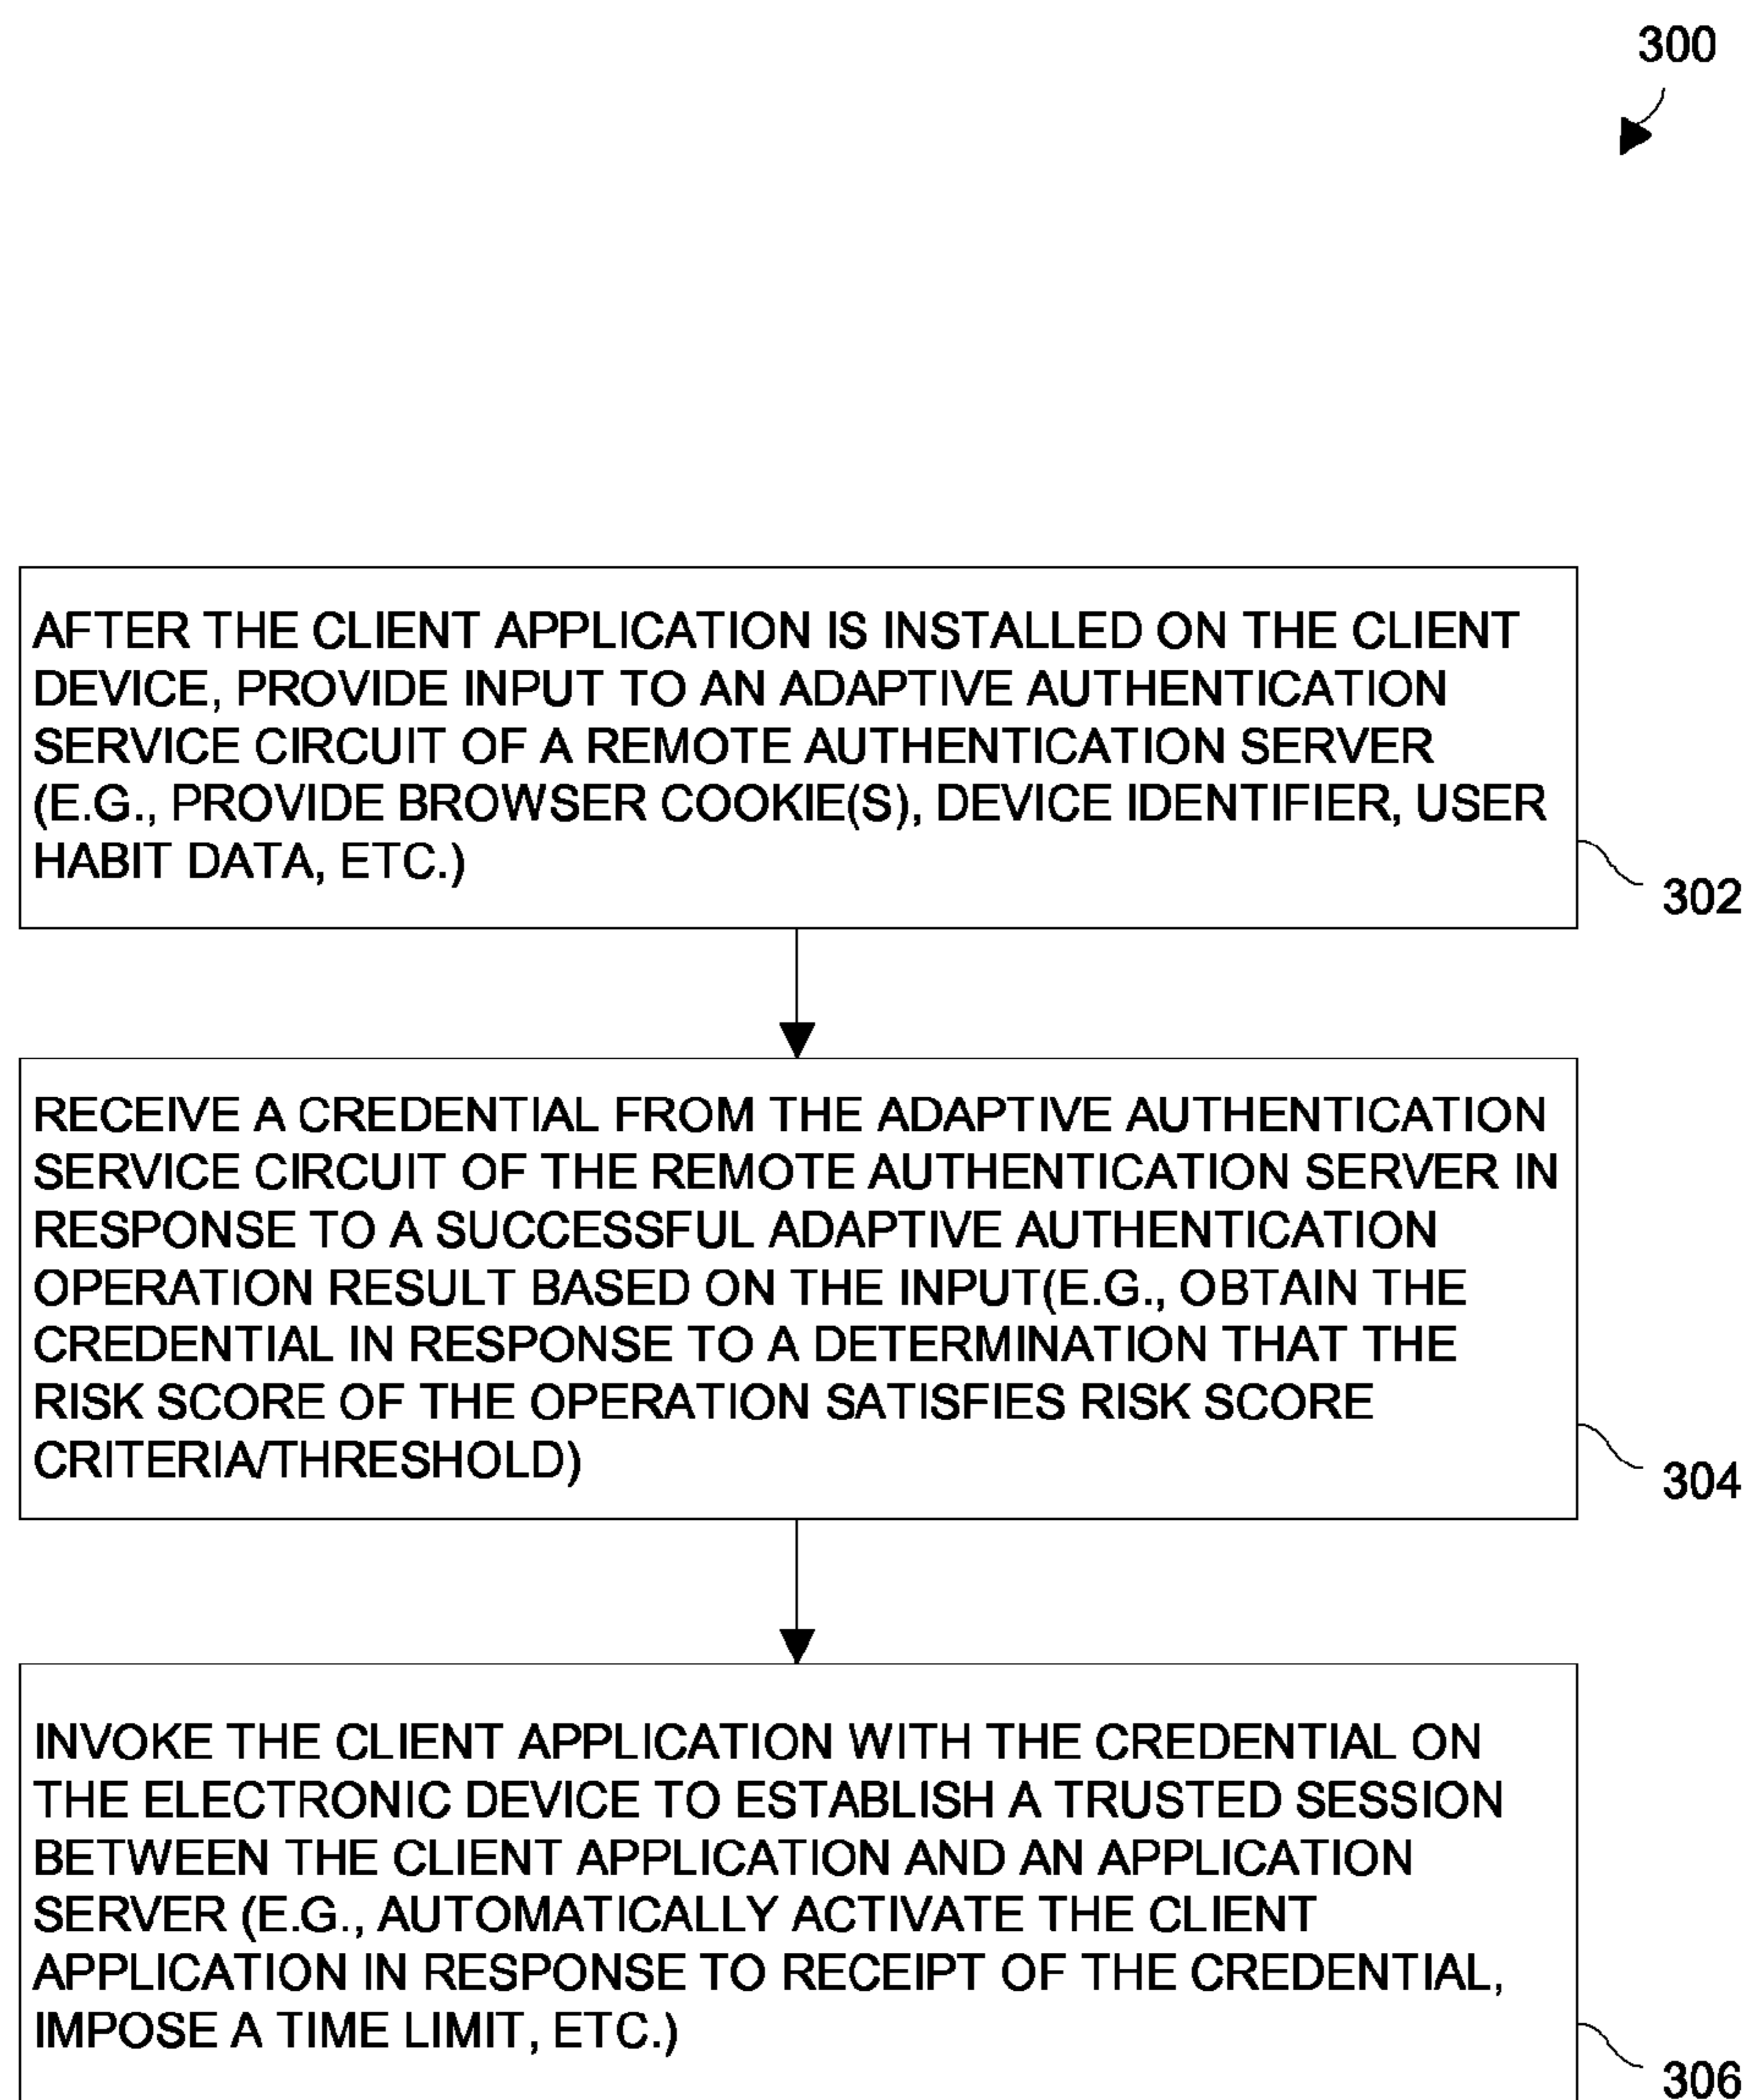 300
AFTER THE CLIENT APPLICATION IS INSTALLED ON THE CLIENT
DEVICE, PROVIDE INPUT TO AN ADAPTIVE AUTHENTICATION
SERVICE CIRCUIT OF A REMOTE AUTHENTICATION SERVER
(E.G., PROVIDE BROWSER COOKIE(S), DEVICE IDENTIFIER, USER
HABIT DATA, ETC.)
302
RECEIVE A CREDENTIAL FROM THE ADAPTIVE AUTHENTICATION
SERVICE CIRCUIT OF THE REMOTE AUTHENTICATION SERVER IN
RESPONSE TO A SUCCESSFUL ADAPTIVE AUTHENTICATION
OPERATION RESULT BASED ON THE INPUT(E.G., OBTAIN THE
CREDENTIAL IN RESPONSE TO A DETERMINATION THAT THE
RISK SCORE OF THE OPERATION SATISFIES RISK SCORE
CRITERIA/THRESHOLD)
304
INVOKE THE CLIENT APPLICATION WITH THE CREDENTIAL ON
THE ELECTRONIC DEVICE TO ESTABLISH A TRUSTED SESSION
BETWEEN THE CLIENT APPLICATION AND AN APPLICATION
SERVER (E.G., AUTOMATICALLY ACTIVATE THE CLIENT
APPLICATION IN RESPONSE TO RECEIPT OF THE CREDENTIAL,
IMPOSE A TIME LIMIT, ETC.)
306